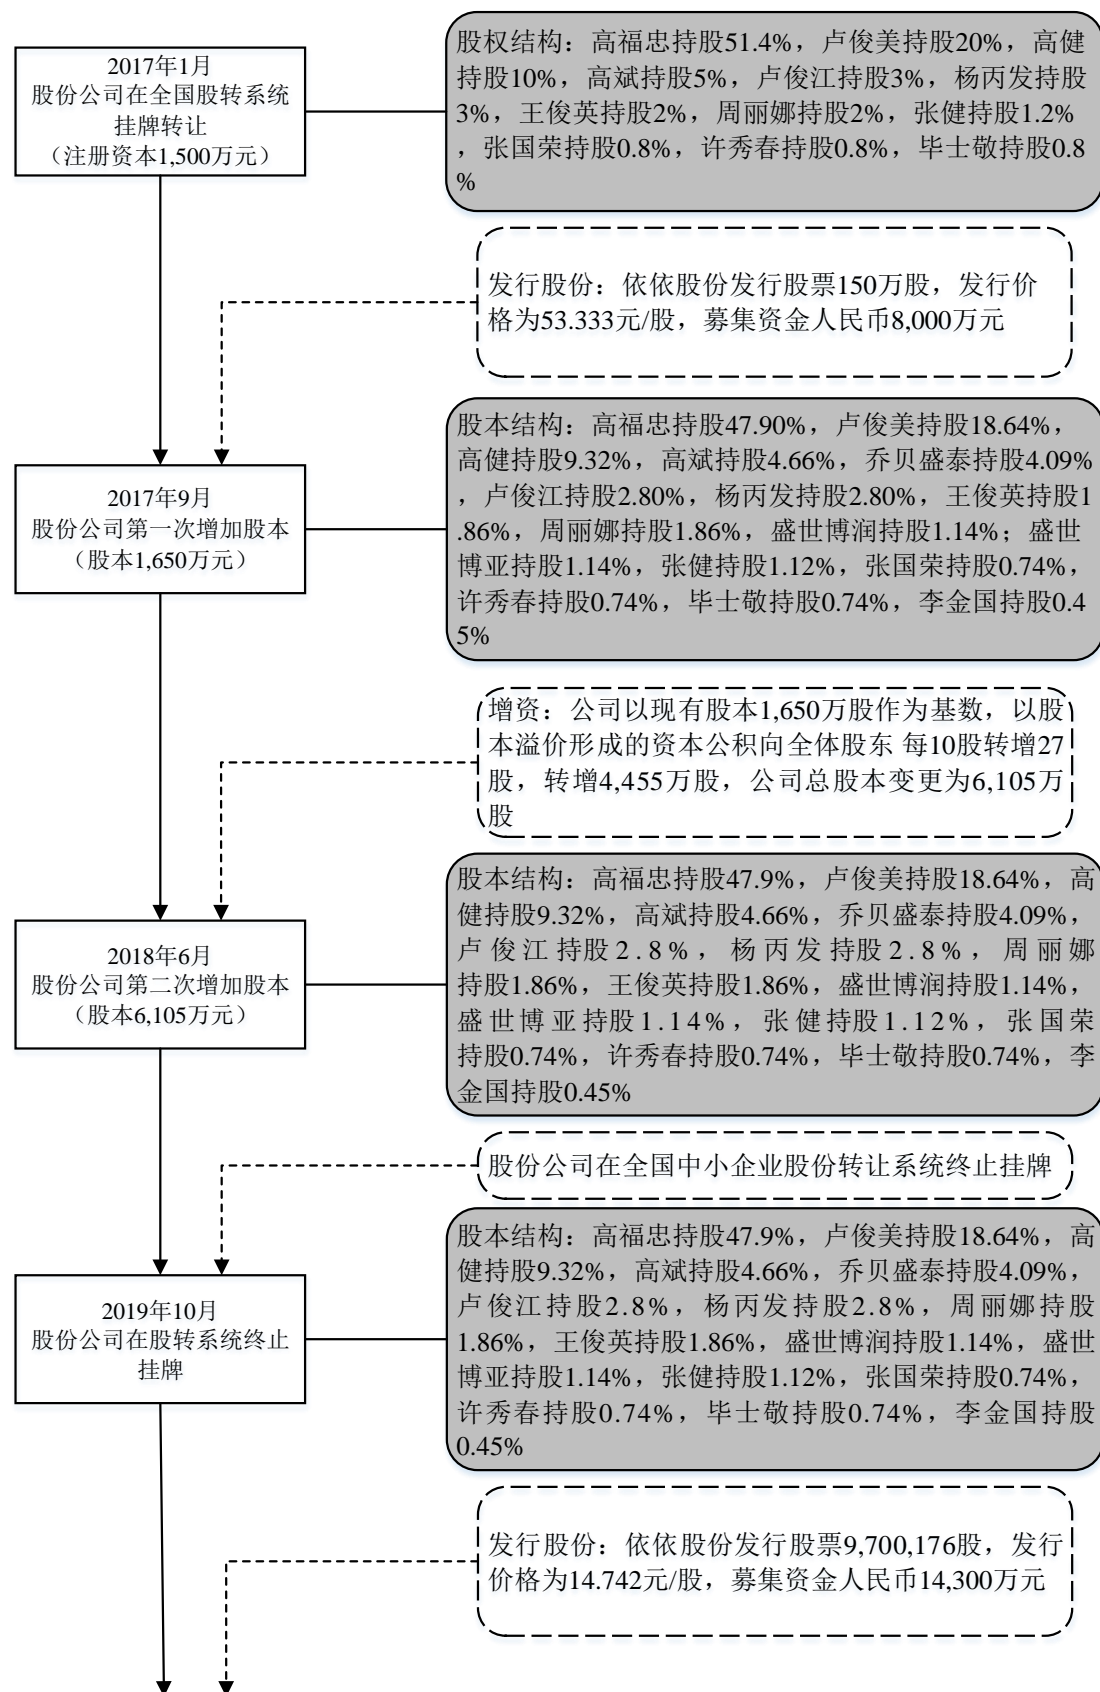 2017年1月
股份公司在全国股转系统
挂牌转让
（注册资本1,500万元）
股权结构：高福忠持股51.4%，卢俊美持股20%，高健
持股10%，高斌持股5%，卢俊江持股3%，杨丙发持股
3%，王俊英持股2%，周丽娜持股2%，张健持股1.2%
，张国荣持股0.8%，许秀春持股0.8%，毕士敬持股0.8
%
发行股份：依依股份发行股票150万股，发行价
格为53.333元/股，募集资金人民币8,000万元
2017年9月
股份公司第一次增加股本
（股本1,650万元）
股本结构：高福忠持股47.90%，卢俊美持股18.64%，
高健持股9.32%，高斌持股4.66%，乔贝盛泰持股4.09%
，卢俊江持股2.80%，杨丙发持股2.80%，王俊英持股1
.86%，周丽娜持股1.86%，盛世博润持股1.14%；盛世
博亚持股1.14%，张健持股1.12%，张国荣持股0.74%，
许秀春持股0.74%，毕士敬持股0.74%，李金国持股0.4
5%
增资：公司以现有股本1,650万股作为基数，以股
本溢价形成的资本公积向全体股东 每10股转增27
股，转增4,455万股，公司总股本变更为6,105万
股
2018年6月
股份公司第二次增加股本
（股本6,105万元）
股本结构：高福忠持股47.9%，卢俊美持股18.64%，高
健持股9.32%，高斌持股4.66%，乔贝盛泰持股4.09%，
卢俊江持股2.8%，杨丙发持股2.8%，周丽娜
持股1.86%，王俊英持股1.86%，盛世博润持股1.14%，
盛世博亚持股1.14%，张健持股1.12%，张国荣
持股0.74%，许秀春持股0.74%，毕士敬持股0.74%，李
金国持股0.45%
股份公司在全国中小企业股份转让系统终止挂牌
2019年10月
股份公司在股转系统终止
挂牌
股本结构：高福忠持股47.9%，卢俊美持股18.64%，高
健持股9.32%，高斌持股4.66%，乔贝盛泰持股4.09%，
卢俊江持股2.8%，杨丙发持股2.8%，周丽娜持股
1.86%，王俊英持股1.86%，盛世博润持股1.14%，盛世
博亚持股1.14%，张健持股1.12%，张国荣持股0.74%，
许秀春持股0.74%，毕士敬持股0.74%，李金国持股
0.45%
发行股份：依依股份发行股票9,700,176股，发行
价格为14.742元/股，募集资金人民币14,300万元